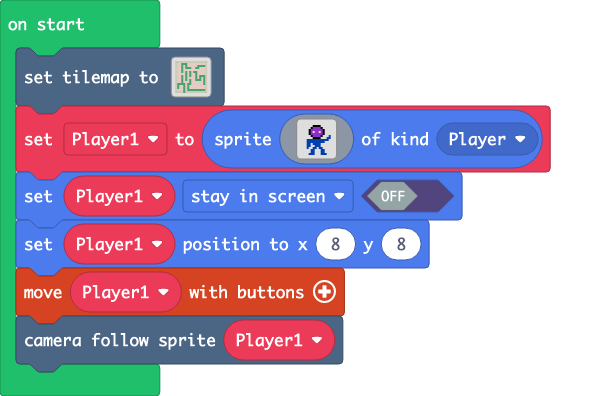 on start
set tilemap to
set Player1 to sprite of kind Player
set Player1 stay in screen OFF
set Player1 position to x 8 y 8
move Player1 with buttons
camera follow sprite Player1